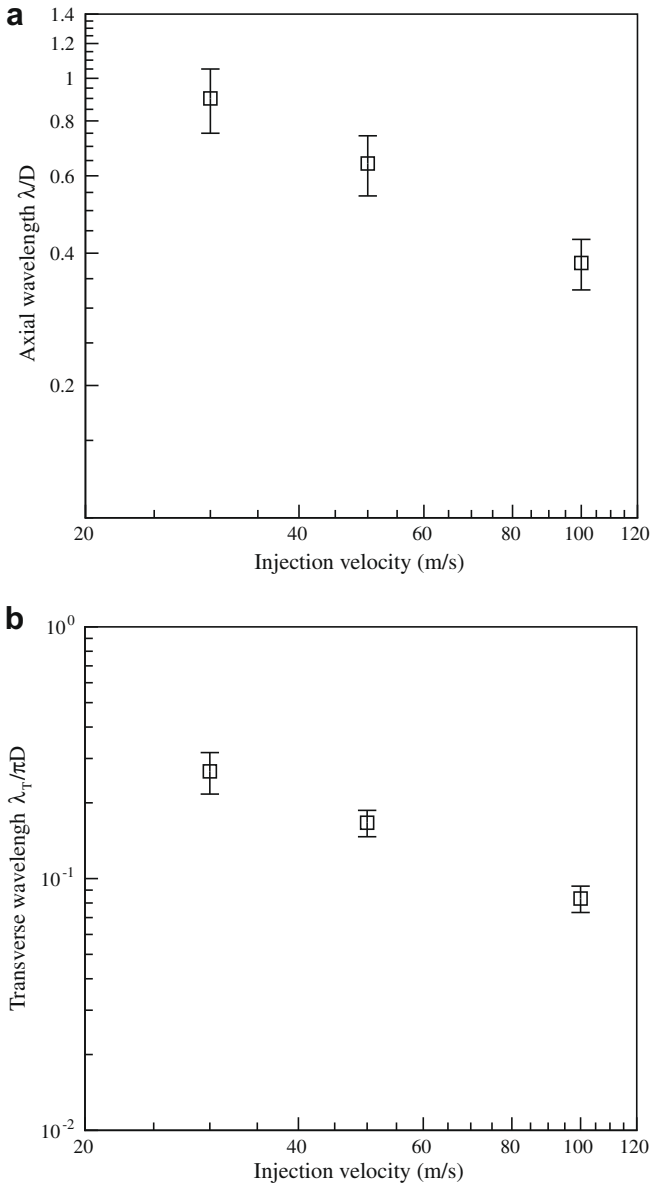 a
1.4
1.2
1
0.8
0.6
0.4
0.2
Axial wavelength λ/D
20 40 60 80 100 120
Injection velocity (m/s)
b
10⁰
10⁻¹
10⁻²
Transverse wavelengh λ_T/πD
20 40 60 80 100 120
Injection velocity (m/s)